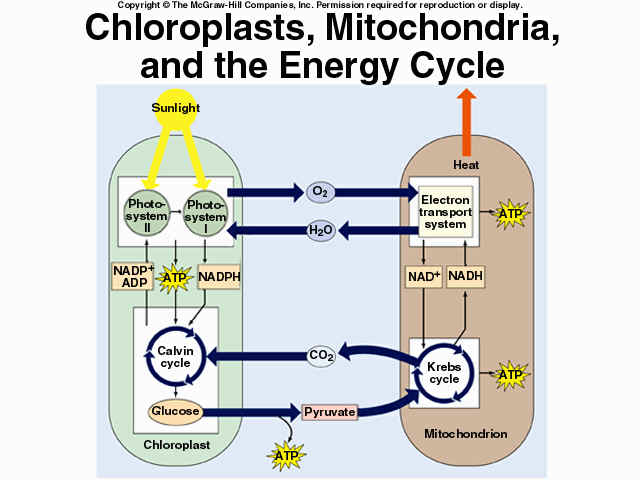 Copyright © The McGraw-Hill Companies, Inc. Permission required for reproduction or display.
Chloroplasts, Mitochondria,
and the Energy Cycle
Sunlight
Heat
Photo-
system
II
Photo-
system
I
O2
H2O
Electron
transport
system
ATP
NADP+
ADP
ATP
NADPH
NAD+
NADH
Calvin
cycle
CO2
Krebs
cycle
ATP
Glucose
Pyruvate
Chloroplast
ATP
Mitochondrion